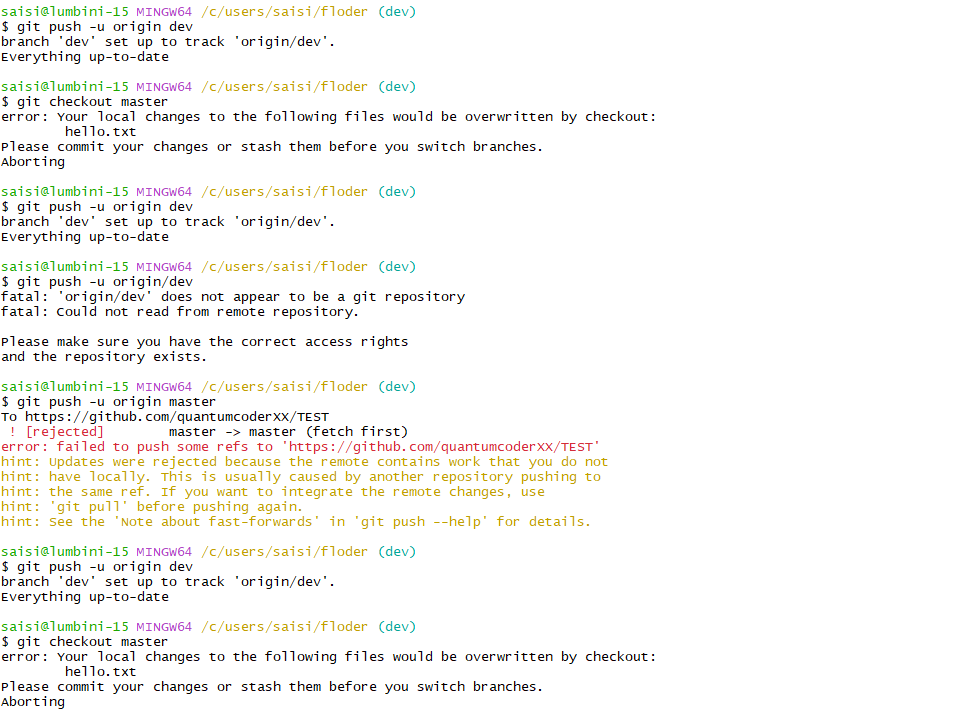 saisi@lumbini-15 MINGW64 /c/users/saisi/floder (dev)
$ git push -u origin dev
branch 'dev' set up to track 'origin/dev'.
Everything up-to-date

saisi@lumbini-15 MINGW64 /c/users/saisi/floder (dev)
$ git checkout master
error: Your local changes to the following files would be overwritten by checkout:
        hello.txt
Please commit your changes or stash them before you switch branches.
Aborting

saisi@lumbini-15 MINGW64 /c/users/saisi/floder (dev)
$ git push -u origin dev
branch 'dev' set up to track 'origin/dev'.
Everything up-to-date

saisi@lumbini-15 MINGW64 /c/users/saisi/floder (dev)
$ git push -u origin/dev
fatal: 'origin/dev' does not appear to be a git repository
fatal: Could not read from remote repository.

Please make sure you have the correct access rights
and the repository exists.

saisi@lumbini-15 MINGW64 /c/users/saisi/floder (dev)
$ git push -u origin master
To https://github.com/quantumcoderXX/TEST
 ! [rejected]        master -> master (fetch first)
error: failed to push some refs to 'https://github.com/quantumcoderXX/TEST'
hint: Updates were rejected because the remote contains work that you do not
hint: have locally. This is usually caused by another repository pushing to
hint: the same ref. If you want to integrate the remote changes, use
hint: 'git pull' before pushing again.
hint: See the 'Note about fast-forwards' in 'git push --help' for details.

saisi@lumbini-15 MINGW64 /c/users/saisi/floder (dev)
$ git push -u origin dev
branch 'dev' set up to track 'origin/dev'.
Everything up-to-date

saisi@lumbini-15 MINGW64 /c/users/saisi/floder (dev)
$ git checkout master
error: Your local changes to the following files would be overwritten by checkout:
        hello.txt
Please commit your changes or stash them before you switch branches.
Aborting